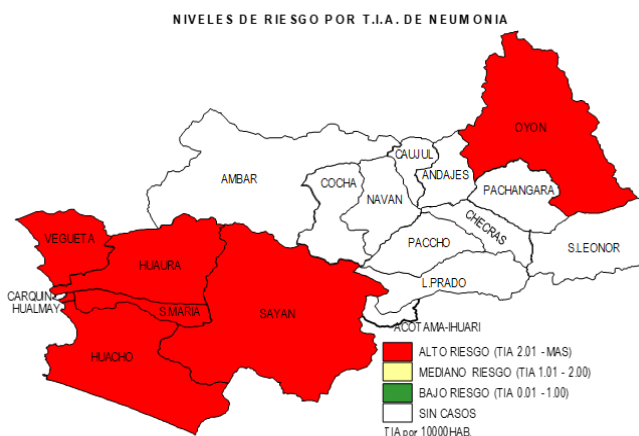 NIVELES DE RIESGO POR T.I.A. DE NEUMONIA
OYON
CAUJUL
AMBAR
COCHA
ANDAJES
NAVAN
PACHANGARA
CHECRAS
VEGUETA
HUAURA
PACCHO
S.LEONOR
L.PRADO
CARQUIN
HUALMAY
S.MARIA
SAYAN
ACOTAMA-IHUARI
HUACHO
ALTO RIESGO (TIA 2.01 - MAS)
MEDIANO RIESGO (TIA 1.01 - 2.00)
BAJO RIESGO (TIA 0.01 - 1.00)
SIN CASOS
TIA por 10000HAB.